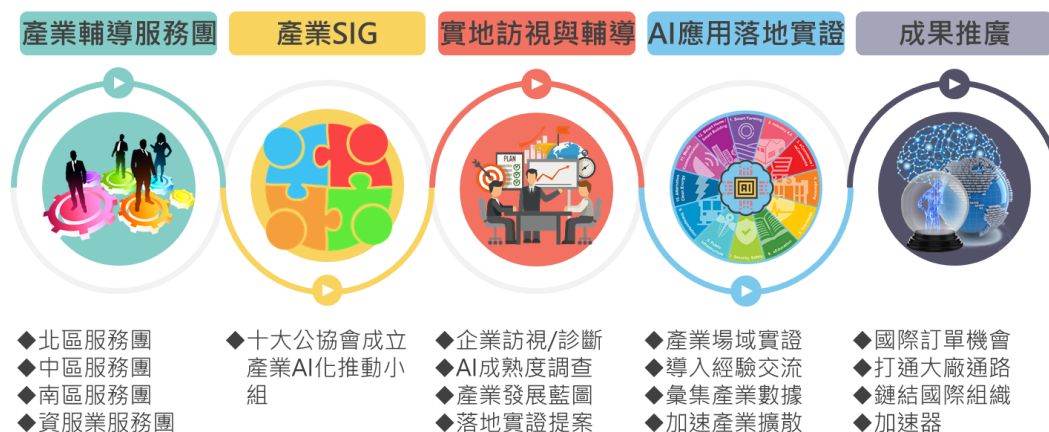 產業輔導服務團
產業SIG
實地訪視與輔導
AI應用落地實證
成果推廣
PLAN
AI
◆北區服務團
◆中區服務團
◆南區服務團
◆資服業服務團
◆十大公協會成立
產業AI化推動小
組
◆企業訪視/診斷
◆AI成熟度調查
◆產業發展藍圖
◆落地實證提案
◆產業場域實證
◆導入經驗交流
◆彙集產業數據
◆加速產業擴散
◆國際訂單機會
◆打通大廠通路
◆鏈結國際組織
◆加速器